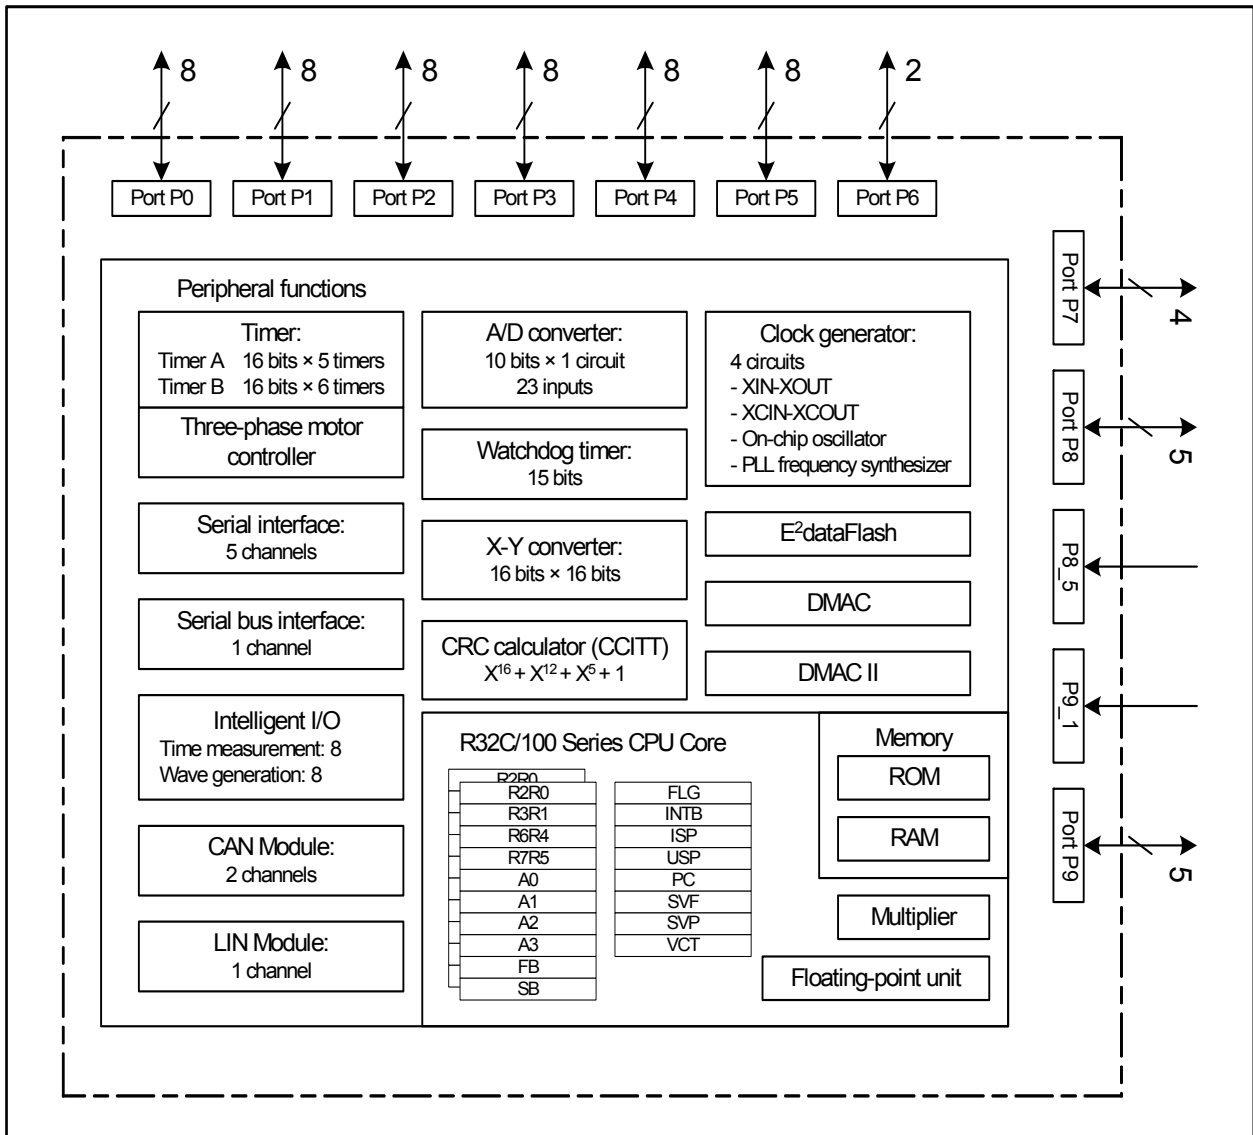 8
8
8
8
8
8
2
Port P0
Port P1
Port P2
Port P3
Port P4
Port P5
Port P6
Port P7
4
Port P8
5
P8_5
P9_1
Port P9
5
Peripheral functions
Timer:
Timer A 16 bits × 5 timers
Timer B 16 bits × 6 timers
Three-phase motor
controller
Serial interface:
5 channels
Serial bus interface:
1 channel
Intelligent I/O
Time measurement: 8
Wave generation: 8
CAN Module:
2 channels
LIN Module:
1 channel
A/D converter:
10 bits × 1 circuit
23 inputs
Watchdog timer:
15 bits
X-Y converter:
16 bits × 16 bits
CRC calculator (CCITT)
X¹⁶ + X¹² + X⁵ + 1
Clock generator:
4 circuits
- XIN-XOUT
- XCIN-XCOUT
- On-chip oscillator
- PLL frequency synthesizer
E²dataFlash
DMAC
DMAC II
R32C/100 Series CPU Core
R2R0
R2R0
R3R1
R6R4
R7R5
A0
A1
A2
A3
FB
SB
FLG
INTB
ISP
USP
PC
SVF
SVP
VCT
Memory
ROM
RAM
Multiplier
Floating-point unit